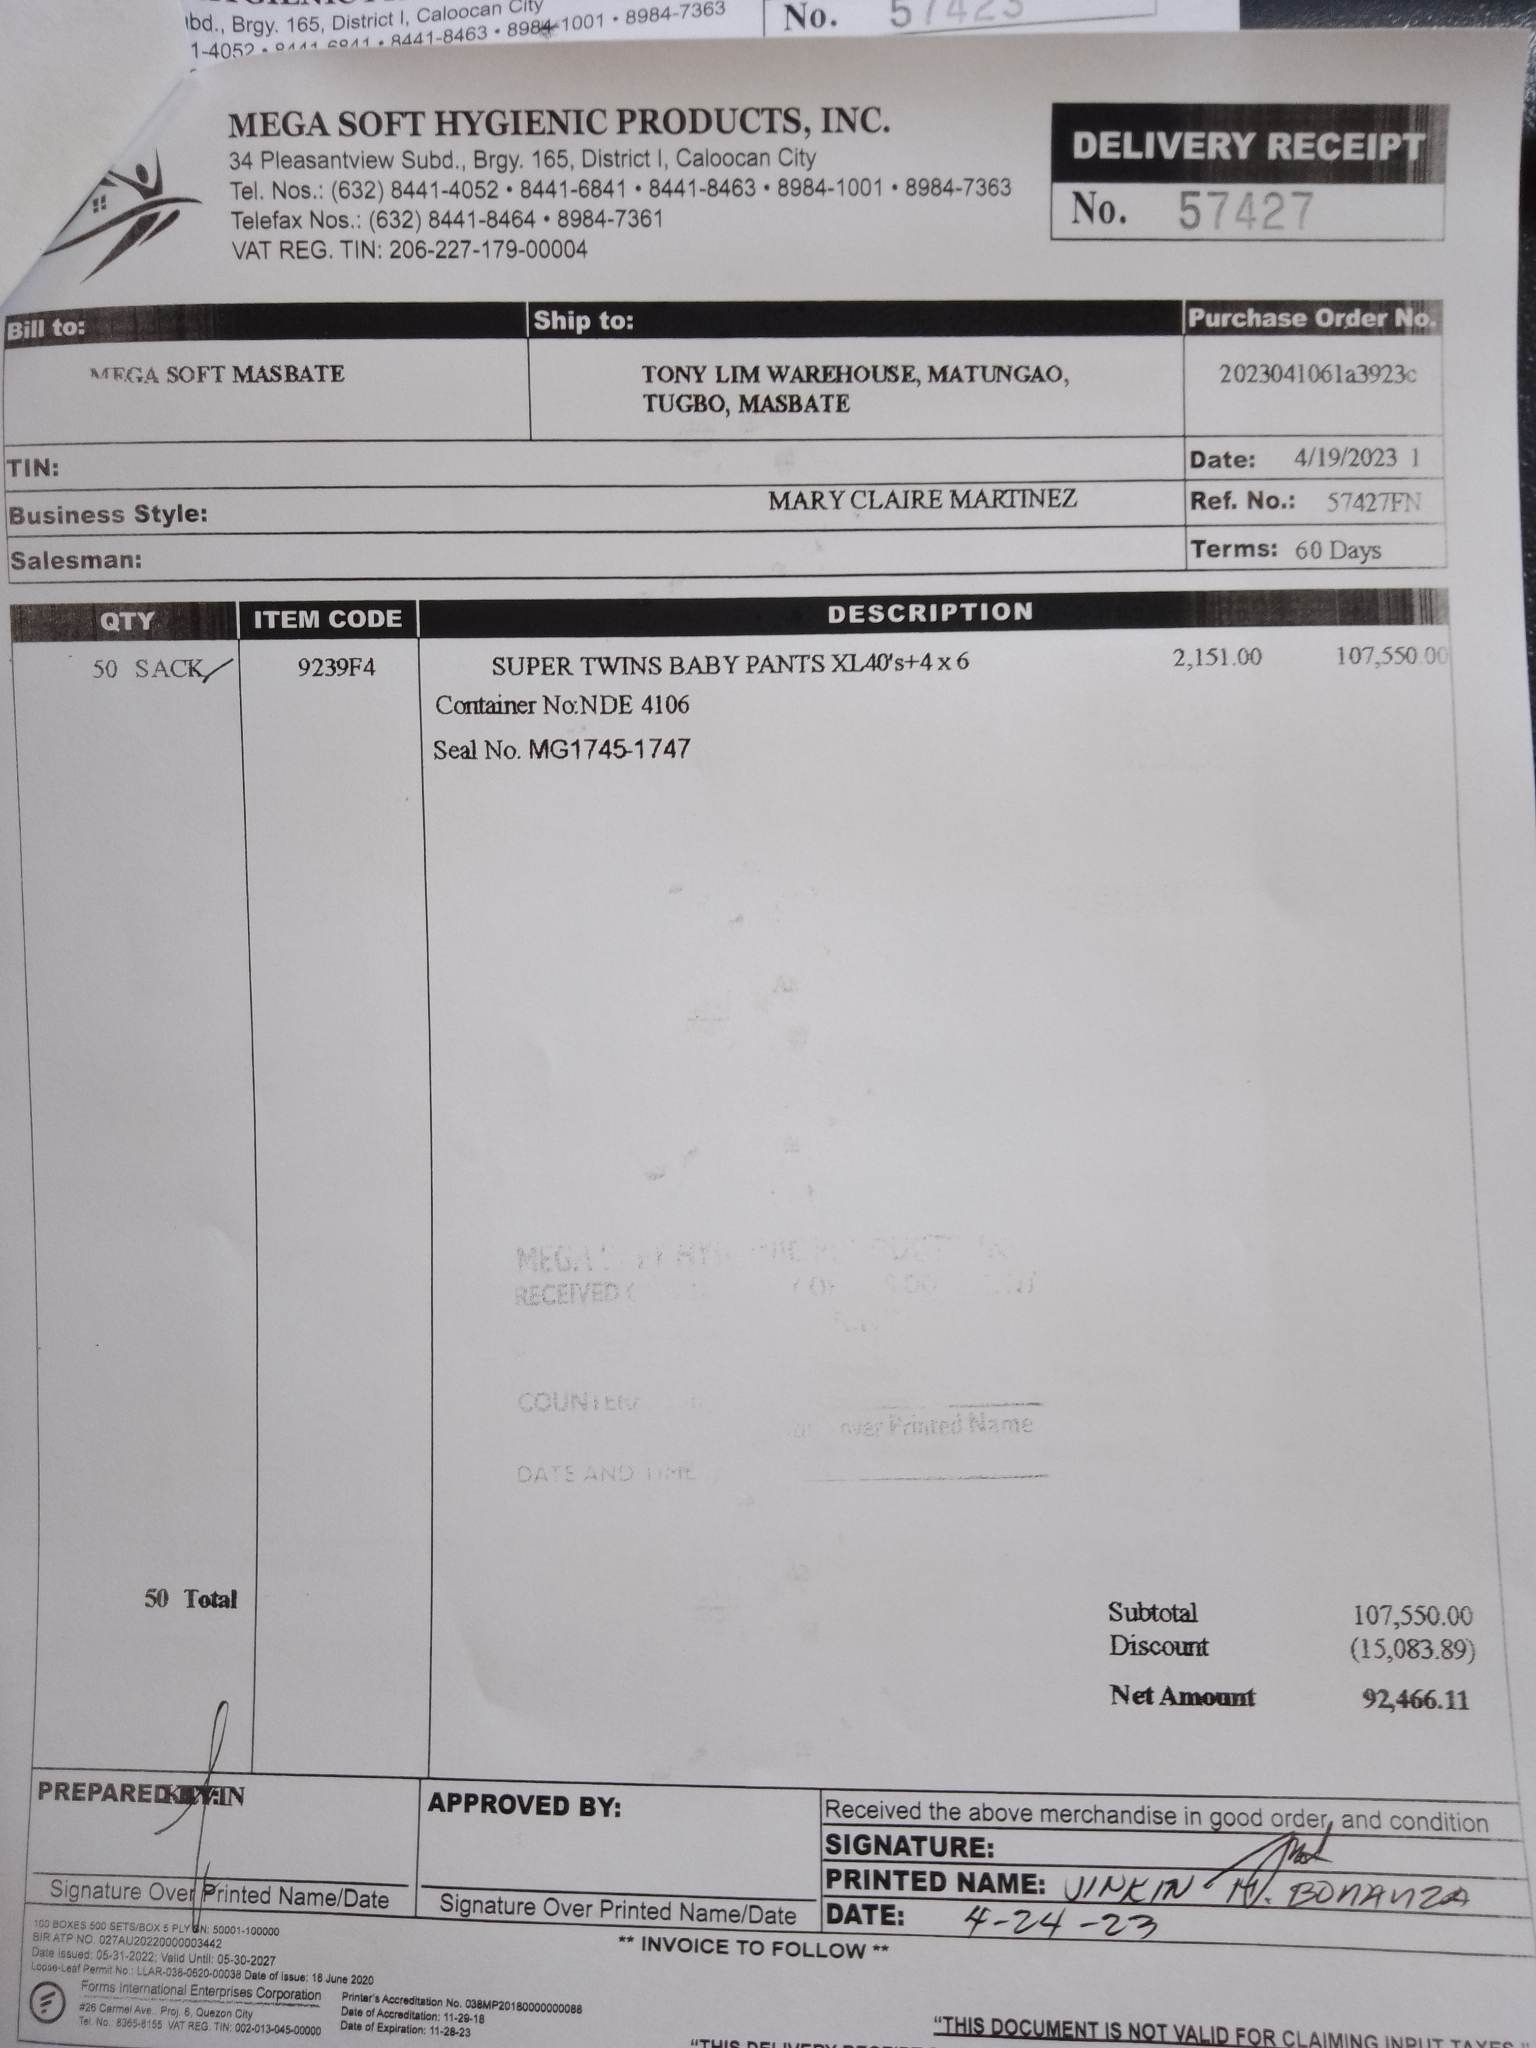 bd., Brgy. 165, District I, Caloocan City
1-4052 • 8441-6841 • 8441-8463 • 8984-1001 • 8984-7363
No. 57423
MEGA SOFT HYGIENIC PRODUCTS, INC.
34 Pleasantview Subd., Brgy. 165, District I, Caloocan City
Tel. Nos.: (632) 8441-4052 • 8441-6841 • 8441-8463 • 8984-1001 • 8984-7363
Telefax Nos.: (632) 8441-8464 • 8984-7361
VAT REG. TIN: 206-227-179-00004
DELIVERY RECEIPT
No. 57427
Bill to: Ship to: Purchase Order No.
MEGA SOFT MASBATE TONY LIM WAREHOUSE, MATUNGAO, 2023041061a3923c
TUGBO, MASBATE
TIN: Date: 4/19/2023 1
Business Style: MARY CLAIRE MARTINEZ Ref. No.: 57427FN
Salesman: Terms: 60 Days
QTY ITEM CODE DESCRIPTION
50 SACK 9239F4 SUPER TWINS BABY PANTS XL40's+4 x 6 2,151.00 107,550.00
Container No:NDE 4106
Seal No. MG1745-1747
MEGA
RECEIVED
over Printed Name
DATE AND TIME
50 Total
Subtotal 107,550.00
Discount (15,083.89)
Net Amount 92,466.11
PREPARED
Signature Over Printed Name/Date
APPROVED BY:
Signature Over Printed Name/Date
Received the above merchandise in good order, and condition
SIGNATURE:
PRINTED NAME: JINKIN M. BONANZA
DATE: 4-24-23
** INVOICE TO FOLLOW **
100 BOXES 500 SETS/BOX 5 PLY SN: 50001-100000
BIR ATP NO. 027AU20220000003442
Date issued: 05-31-2022; Valid Until: 05-30-2027
Loose-Leaf Permit No.: LLAR-038-0620-00038 Date of issue: 16 June 2020
Forms International Enterprises Corporation
#26 Carmel Ave., Proj. 6, Quezon City
Tel. No.: 8365-8155 VAT REG. TIN: 002-013-045-00000
Printer's Accreditation No. 038MP20180000000088
Date of Accreditation: 11-29-18
Date of Expiration: 11-28-23
"THIS DOCUMENT IS NOT VALID FOR CLAIMING INPUT TAXES."
"THIS DELIVERY